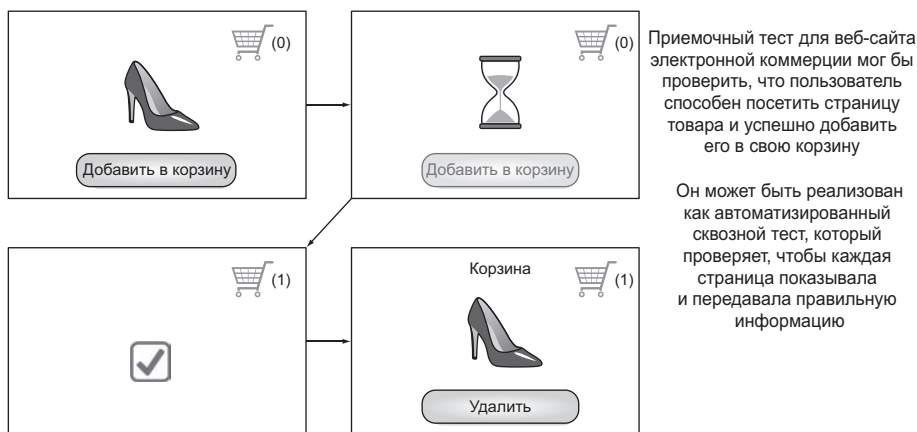 (0)
Добавить в корзину
(0)
Добавить в корзину
(1)
Корзина
(1)
Удалить
Приемочный тест для веб-сайта
электронной коммерции мог бы
проверить, что пользователь
способен посетить страницу
товара и успешно добавить
его в свою корзину
Он может быть реализован
как автоматизированный
сквозной тест, который
проверяет, чтобы каждая
страница показывала
и передавала правильную
информацию